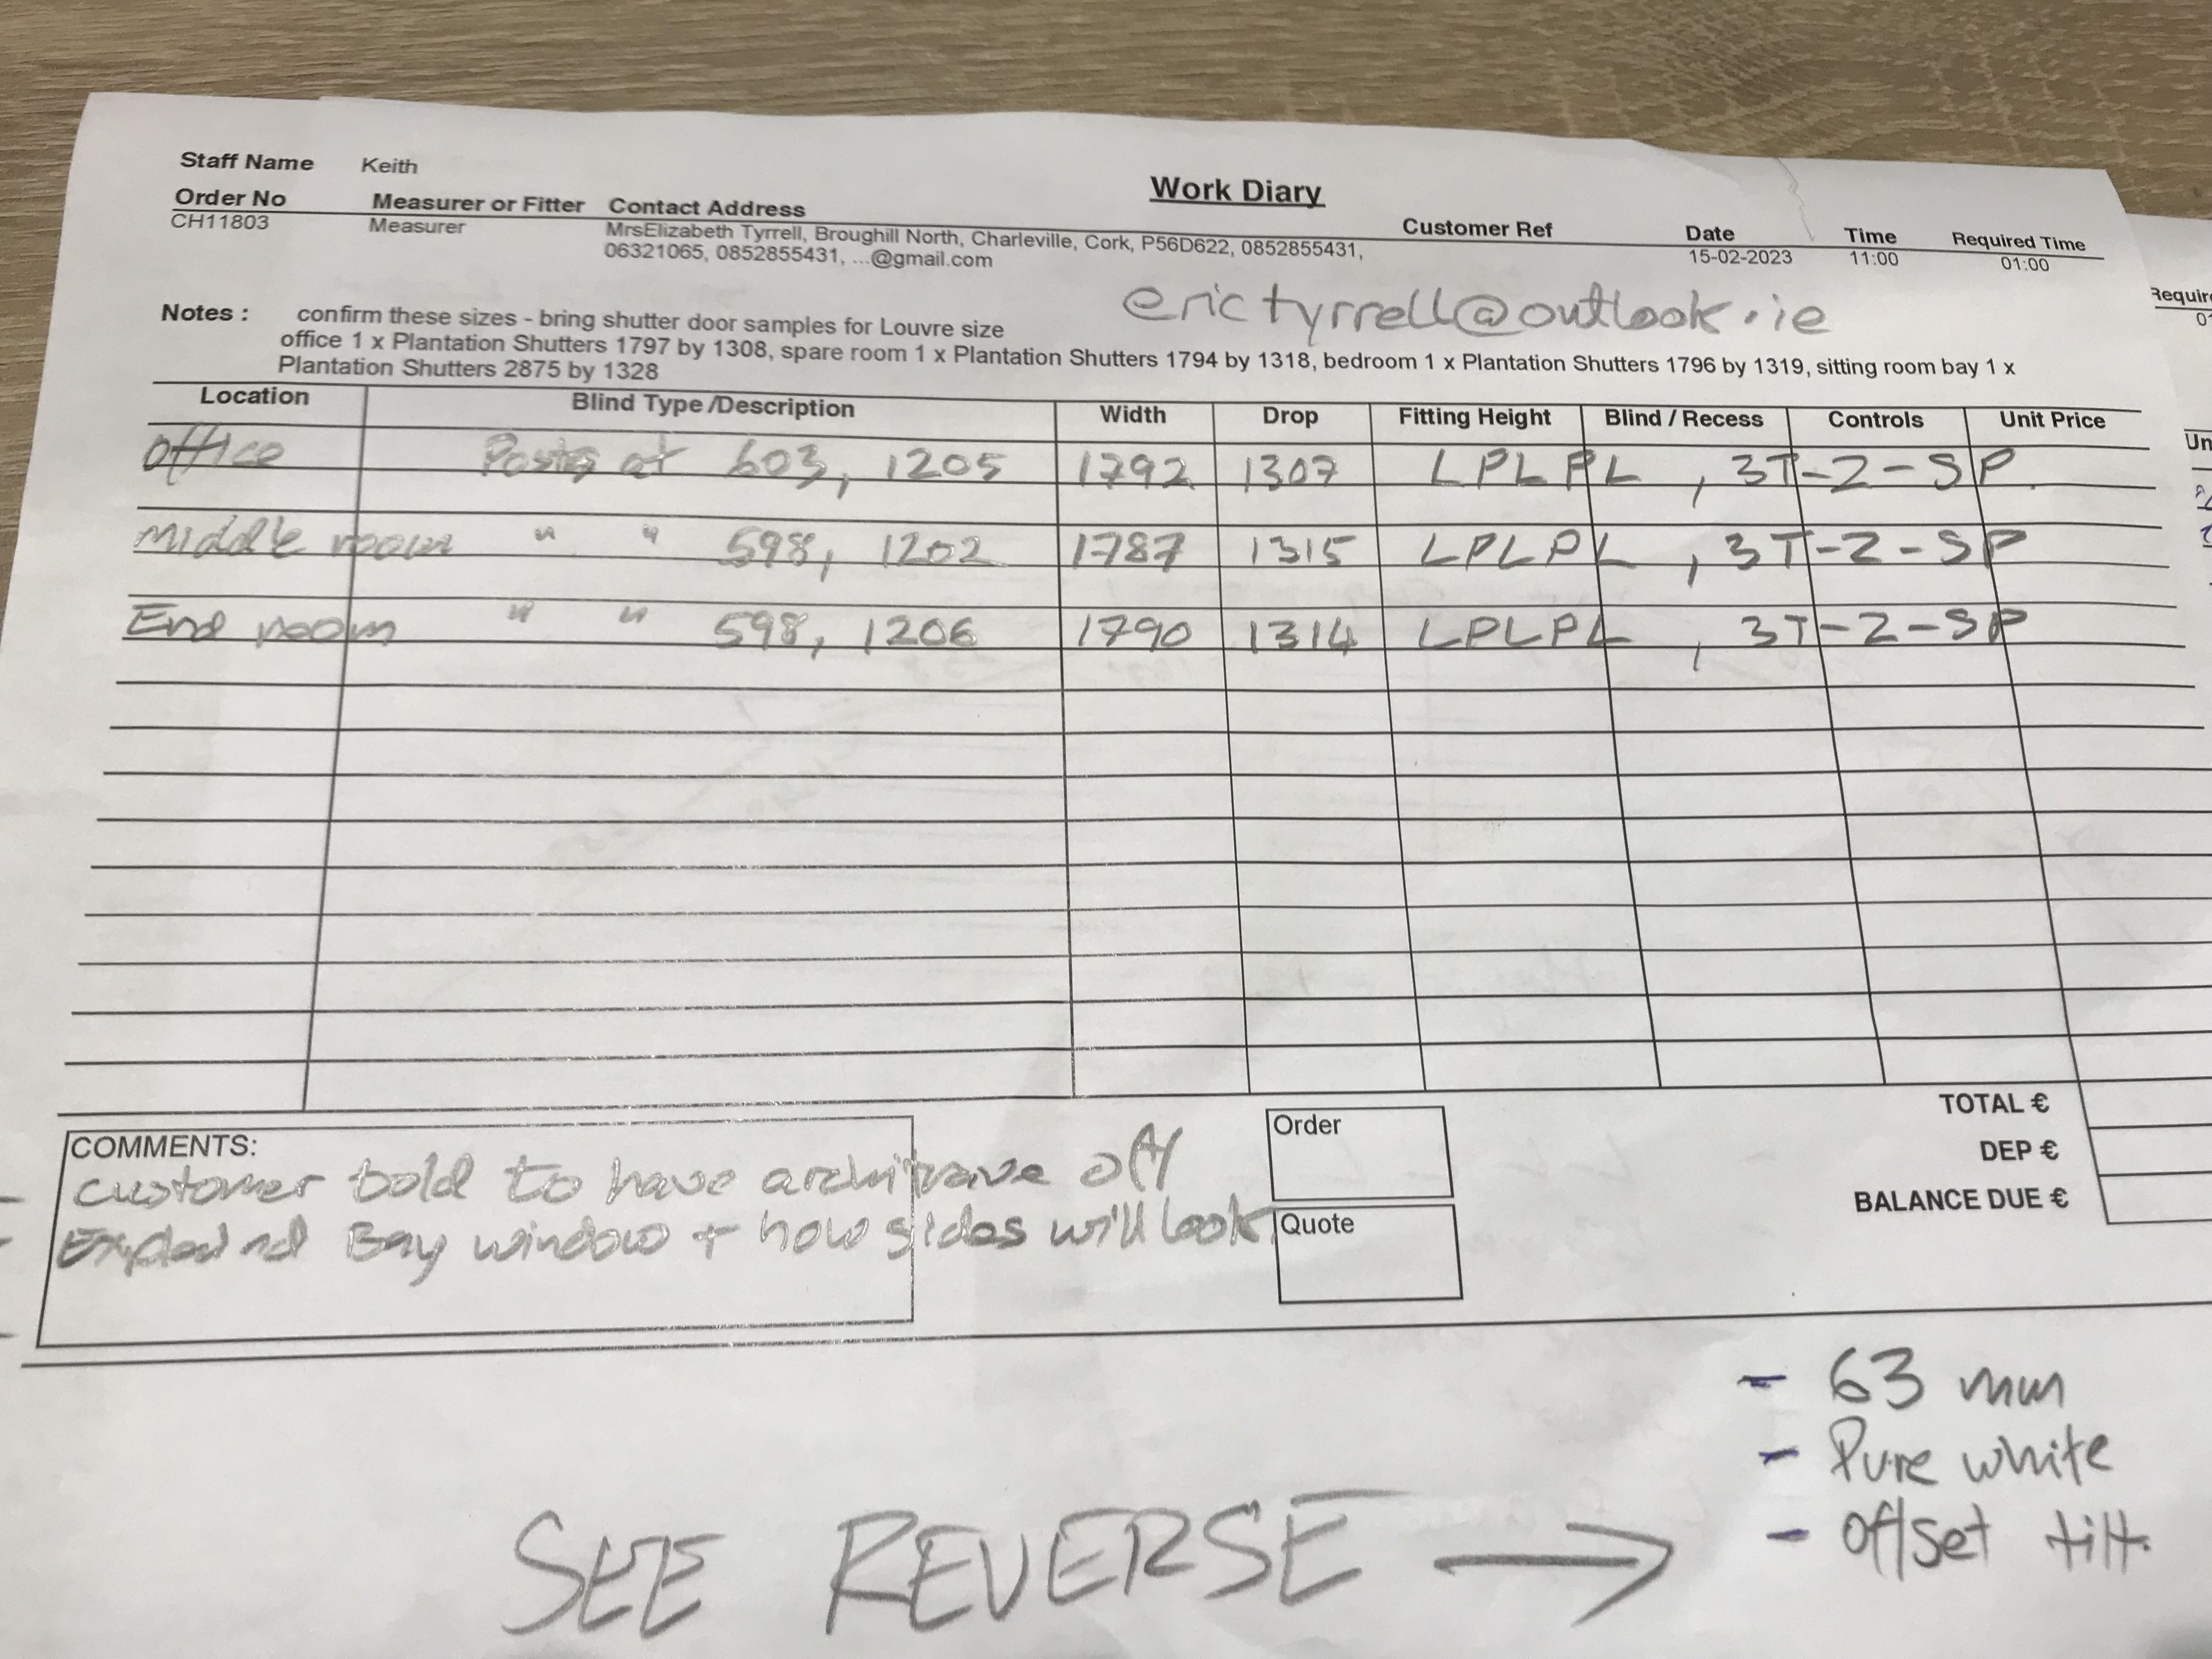 Work Diary
Staff Name Keith
Order No Measurer or Fitter Contact Address Customer Ref Date Time Required Time
CH11803 Measurer MrsElizabeth Tyrrell, Broughill North, Charleville, Cork, P56D622, 0852855431, 15-02-2023 11:00 01:00
06321065, 0852855431, ...@gmail.com
erictyrrell@outlook.ie
Notes : confirm these sizes - bring shutter door samples for Louvre size
office 1 x Plantation Shutters 1797 by 1308, spare room 1 x Plantation Shutters 1794 by 1318, bedroom 1 x Plantation Shutters 1796 by 1319, sitting room bay 1 x
Plantation Shutters 2875 by 1328
Location Blind Type /Description Width Drop Fitting Height Blind / Recess Controls Unit Price
office Posts at 603, 1205 1792 1307 LPLPL, 3T-2-SP.
Middle room " " 598, 1202 1787 1315 LPLPL, 3T-2-SP
End room " " 598, 1206 1790 1314 LPLPL, 3T-2-SP
TOTAL €
DEP €
BALANCE DUE €
Order
Quote
COMMENTS:
customer told to have architrave off
Explaind Bay window + how sides will look
- 63 mm
- Pure white
- offset tilt.
SEE REVERSE →